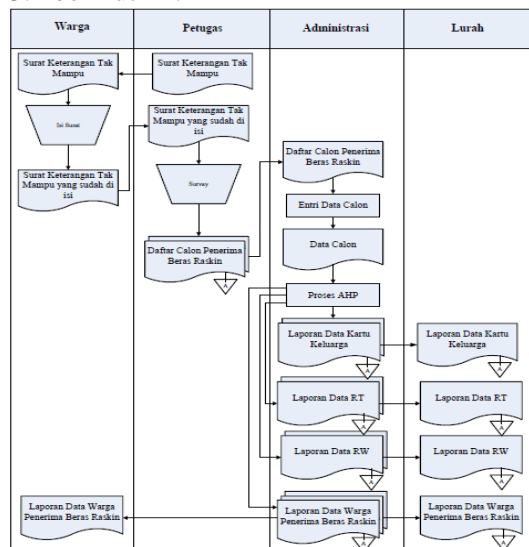 Warga
Petugas
Administrasi
Lurah
Surat Keterangan Tak
Mampu
Surat Keterangan Tak
Mampu
Isi Surat
Surat Keterangan Tak
Mampu yang sudah di
isi
Surat Keterangan Tak
Mampu yang sudah di
isi
Survay
Daftar Calon Penerima
Beras Raskin
A
Daftar Calon Penerima
Beras Raskin
Entri Data Calon
Data Calon
Proses AHP
Laporan Data Kartu
Keluarga
A
Laporan Data Kartu
Keluarga
A
Laporan Data RT
A
Laporan Data RT
A
Laporan Data RW
A
Laporan Data RW
A
Laporan Data Warga
Penerima Beras Raskin
Laporan Data Warga
Penerima Beras Raskin
A
Laporan Data Warga
Penerima Beras Raskin
A